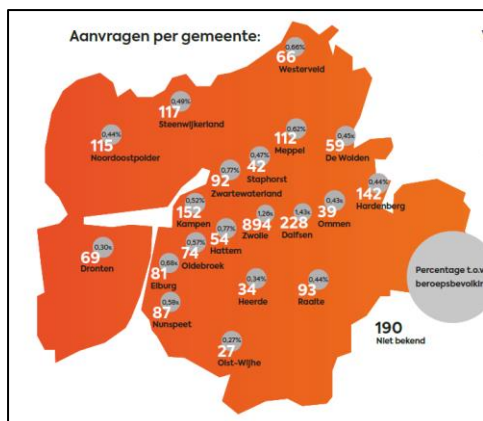 Aanvragen per gemeente:
0,66%
66
Westerveld
0,49%
117
Steenwijkerland
0,44%
115
Noordoostpolder
0,62%
112
Meppel
0,45%
59
De Wolden
0,47%
42
Staphorst
0,77%
92
Zwartewaterland
0,44%
142
Hardenberg
0,52%
152
Kampen
1,26%
894
Zwolle
1,43%
228
Dalfsen
0,43%
39
Ommen
0,77%
54
Hattem
0,57%
74
Oldebroek
0,30%
69
Dronten
0,68%
81
Elburg
0,34%
34
Heerde
0,44%
93
Raalte
0,58%
87
Nunspeet
0,27%
27
Olst-Wijhe
Percentage t.o.v
beroepsbevolkin
190
Niet bekend